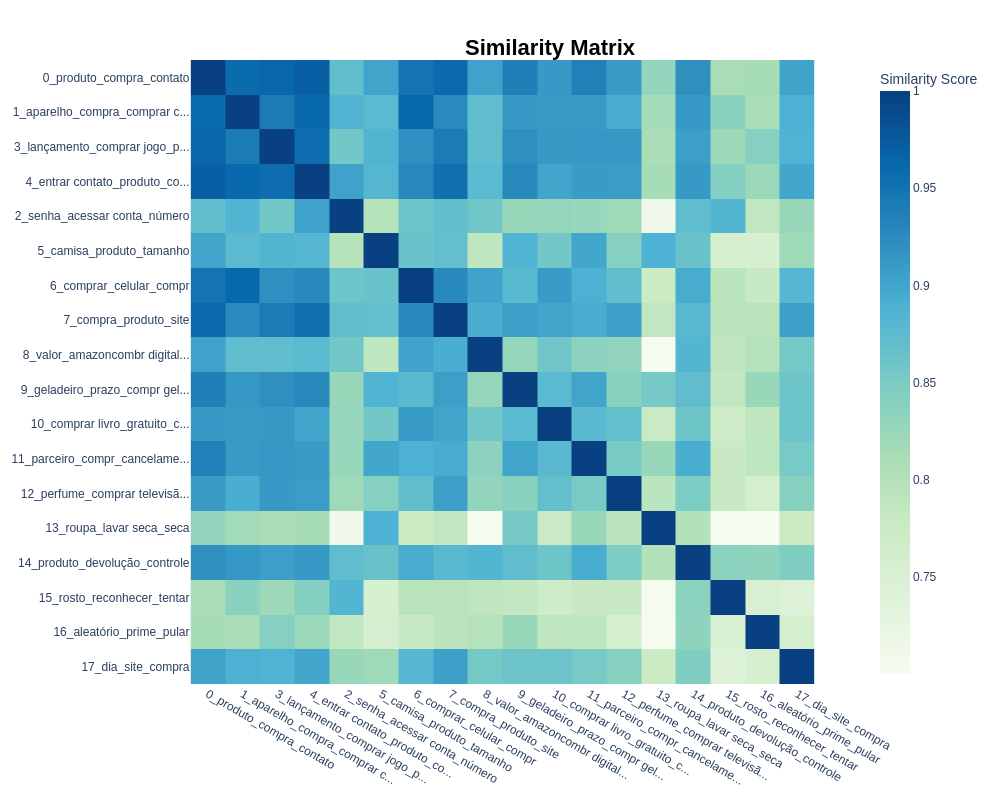 Similarity Matrix
0_produto_compra_contato
1_aparelho_compra_comprar c...
3_lançamento_comprar jogo_p...
4_entrar contato_produto_co...
2_senha_acessar conta_número
5_camisa_produto_tamanho
6_comprar_celular_compr
7_compra_produto_site
8_valor_amazoncombr digital...
9_geladeiro_prazo_compr gel...
10_comprar livro_gratuito_c...
11_parceiro_compr_cancelame...
12_perfume_comprar televisã...
13_roupa_lavar seca_seca
14_produto_devolução_controle
15_rosto_reconhecer_tentar
16_aleatório_prime_pular
17_dia_site_compra
0_produto_compra_contato
1_aparelho_compra_comprar c...
3_lançamento_comprar jogo_p...
4_entrar contato_produto_co...
2_senha_acessar conta_número
5_camisa_produto_tamanho
6_comprar_celular_compr
7_compra_produto_site
8_valor_amazoncombr digital...
9_geladeiro_prazo_compr gel...
10_comprar livro_gratuito_c...
11_parceiro_compr_cancelame...
12_perfume_comprar televisã...
13_roupa_lavar seca_seca
14_produto_devolução_controle
15_rosto_reconhecer_tentar
16_aleatório_prime_pular
17_dia_site_compra
Similarity Score
1
0.95
0.9
0.85
0.8
0.75